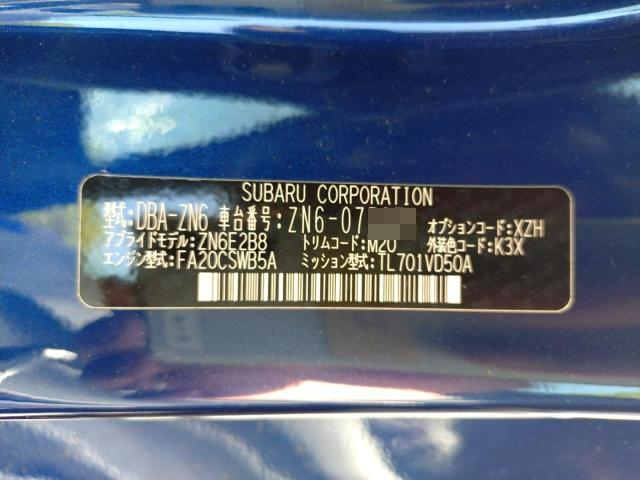 SUBARU CORPORATION
型式:DBA-ZN6 車台番号:ZN6-07 オプションコード:XZH
アプライドモデル:ZN6E2B8 トリムコード:M20 外装色コード:K3X
エンジン型式:FA20CSWB5A ミッション型式:TL701VD50A